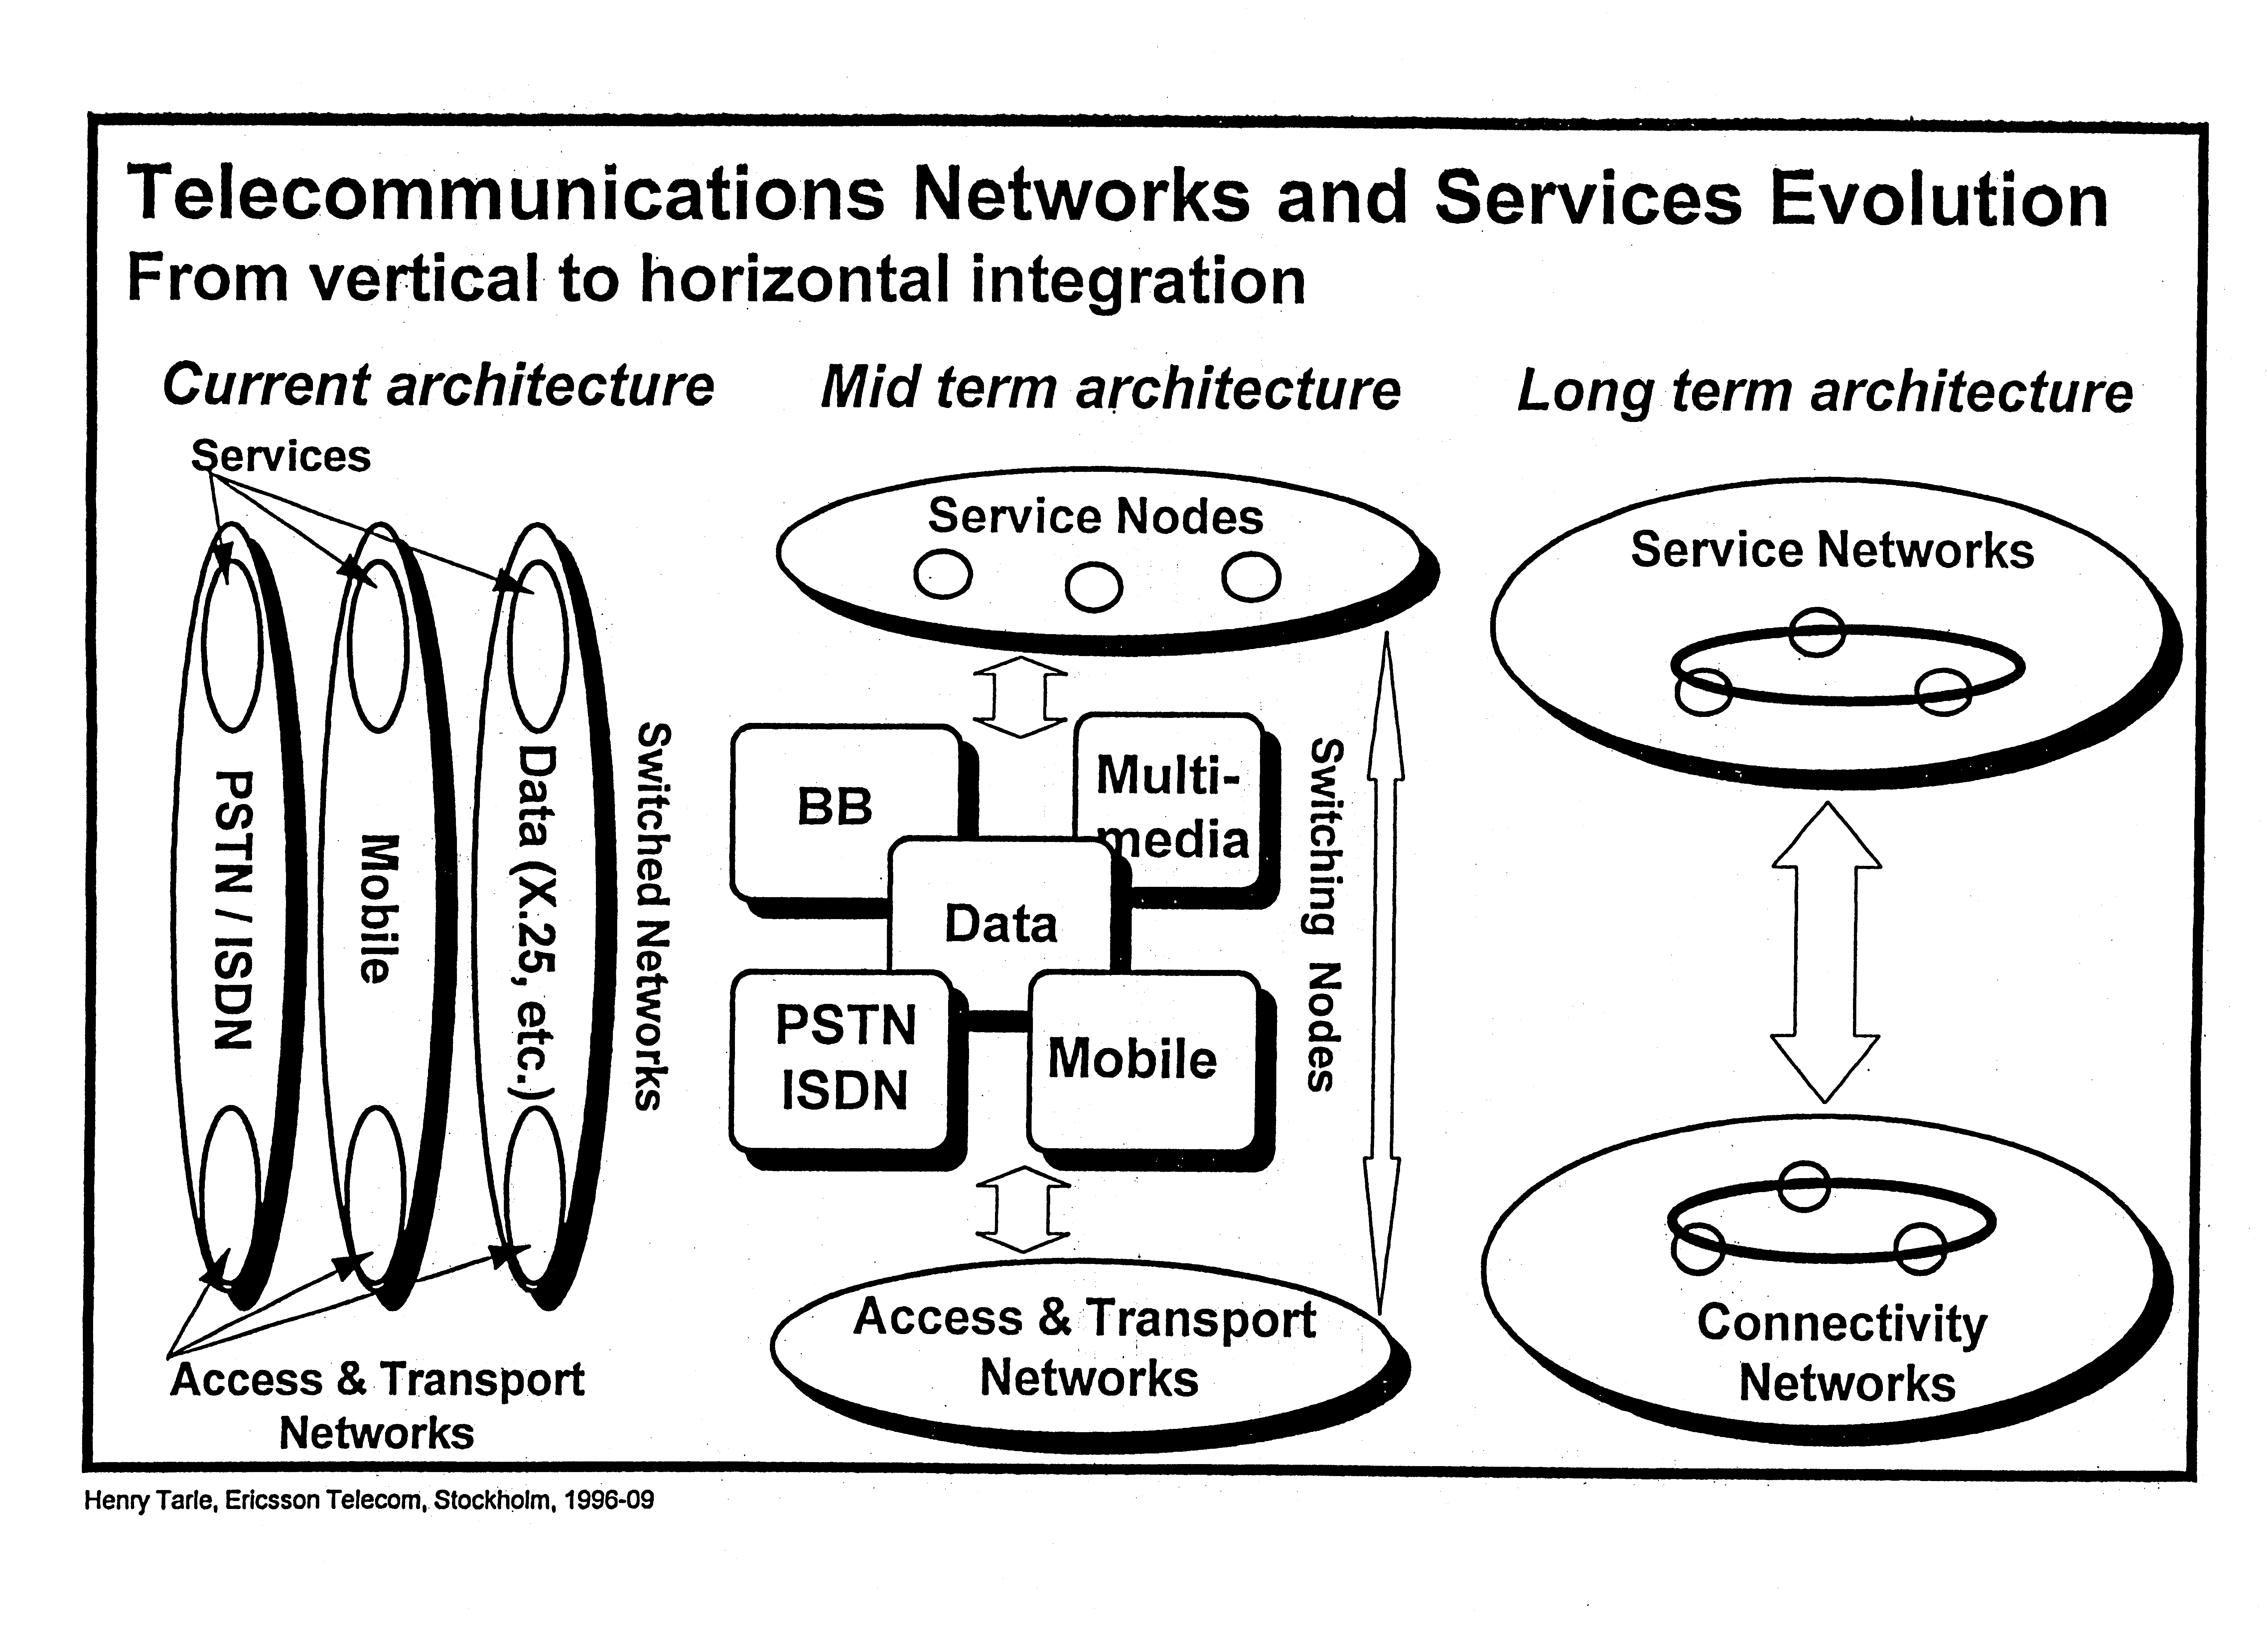 Telecommunications Networks and Services Evolution
From vertical to horizontal integration
Current architecture
Services
PSTN / ISDN
Mobile
Data (X.25, etc.)
Switched Networks
Access & Transport
Networks
Mid term architecture
Service Nodes
BB
Multi-
media
Data
PSTN
ISDN
Mobile
Switching Nodes
Access & Transport
Networks
Long term architecture
Service Networks
Connectivity
Networks
Henry Tarle, Ericsson Telecom, Stockholm, 1996-09